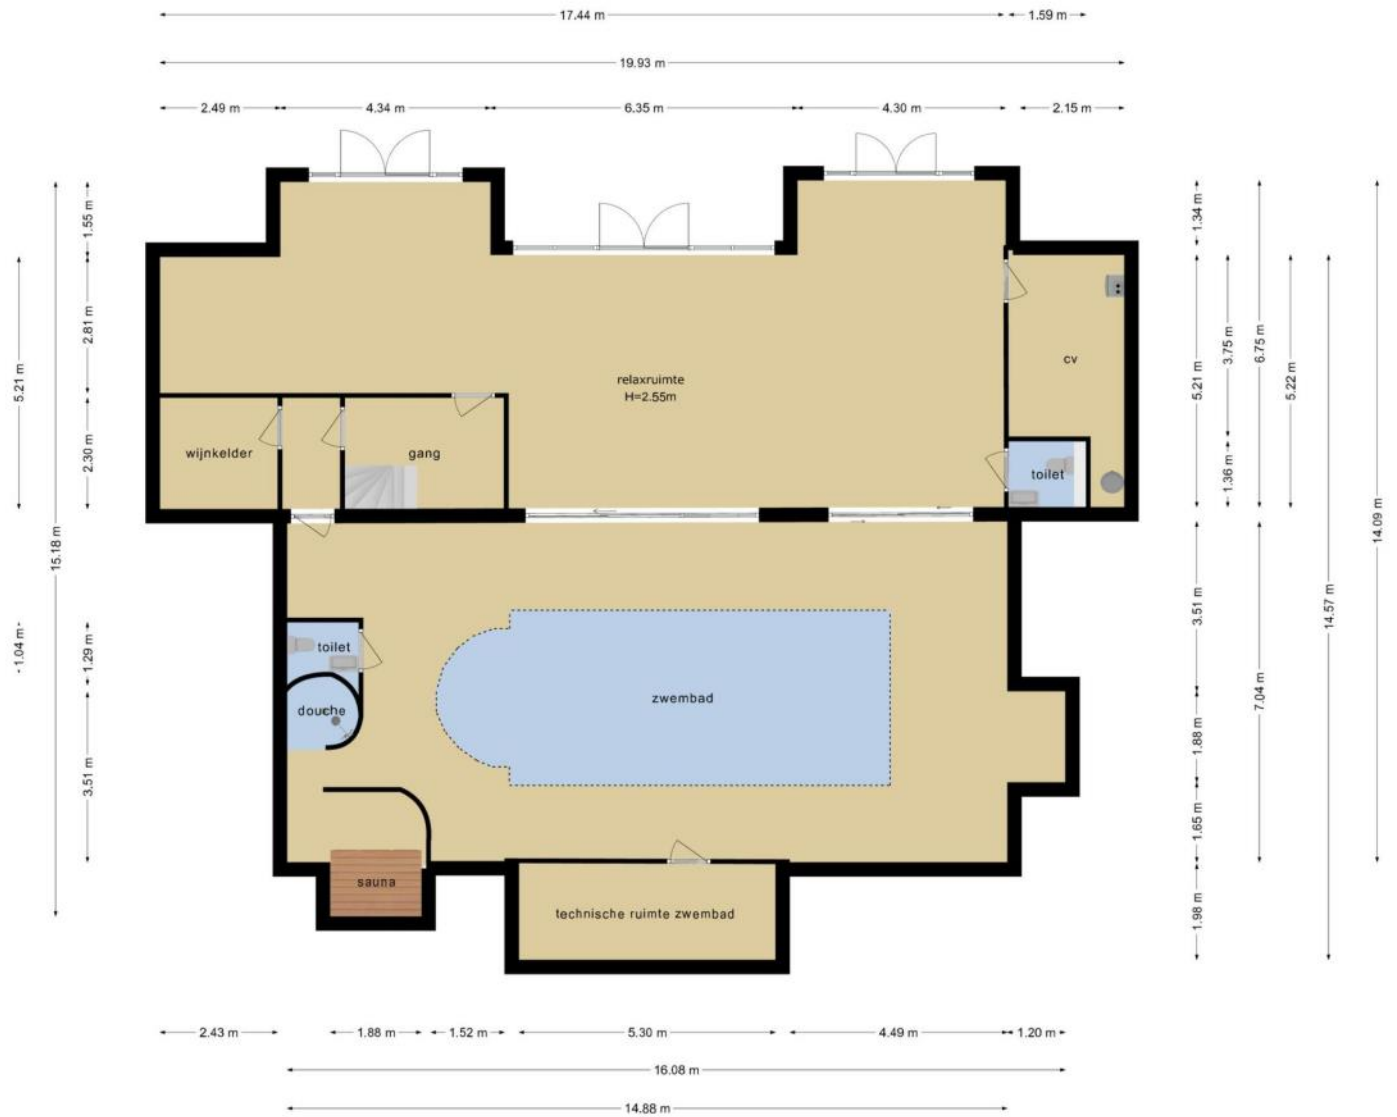 17.44 m 1.59 m
19.93 m
2.49 m 4.34 m 6.35 m 4.30 m 2.15 m
1.55 m
2.81 m
5.21 m
2.30 m
15.18 m
1.04 m
1.29 m
3.51 m
relaxruimte
H=2.55m
cv
wijnkelder
gang
toilet
toilet
douche
zwembad
sauna
technische ruimte zwembad
1.34 m
5.21 m
3.75 m
6.75 m
5.22 m
1.36 m
14.09 m
3.51 m
14.57 m
7.04 m
1.88 m
1.65 m
1.98 m
2.43 m 1.88 m 1.52 m 5.30 m 4.49 m 1.20 m
16.08 m
14.88 m